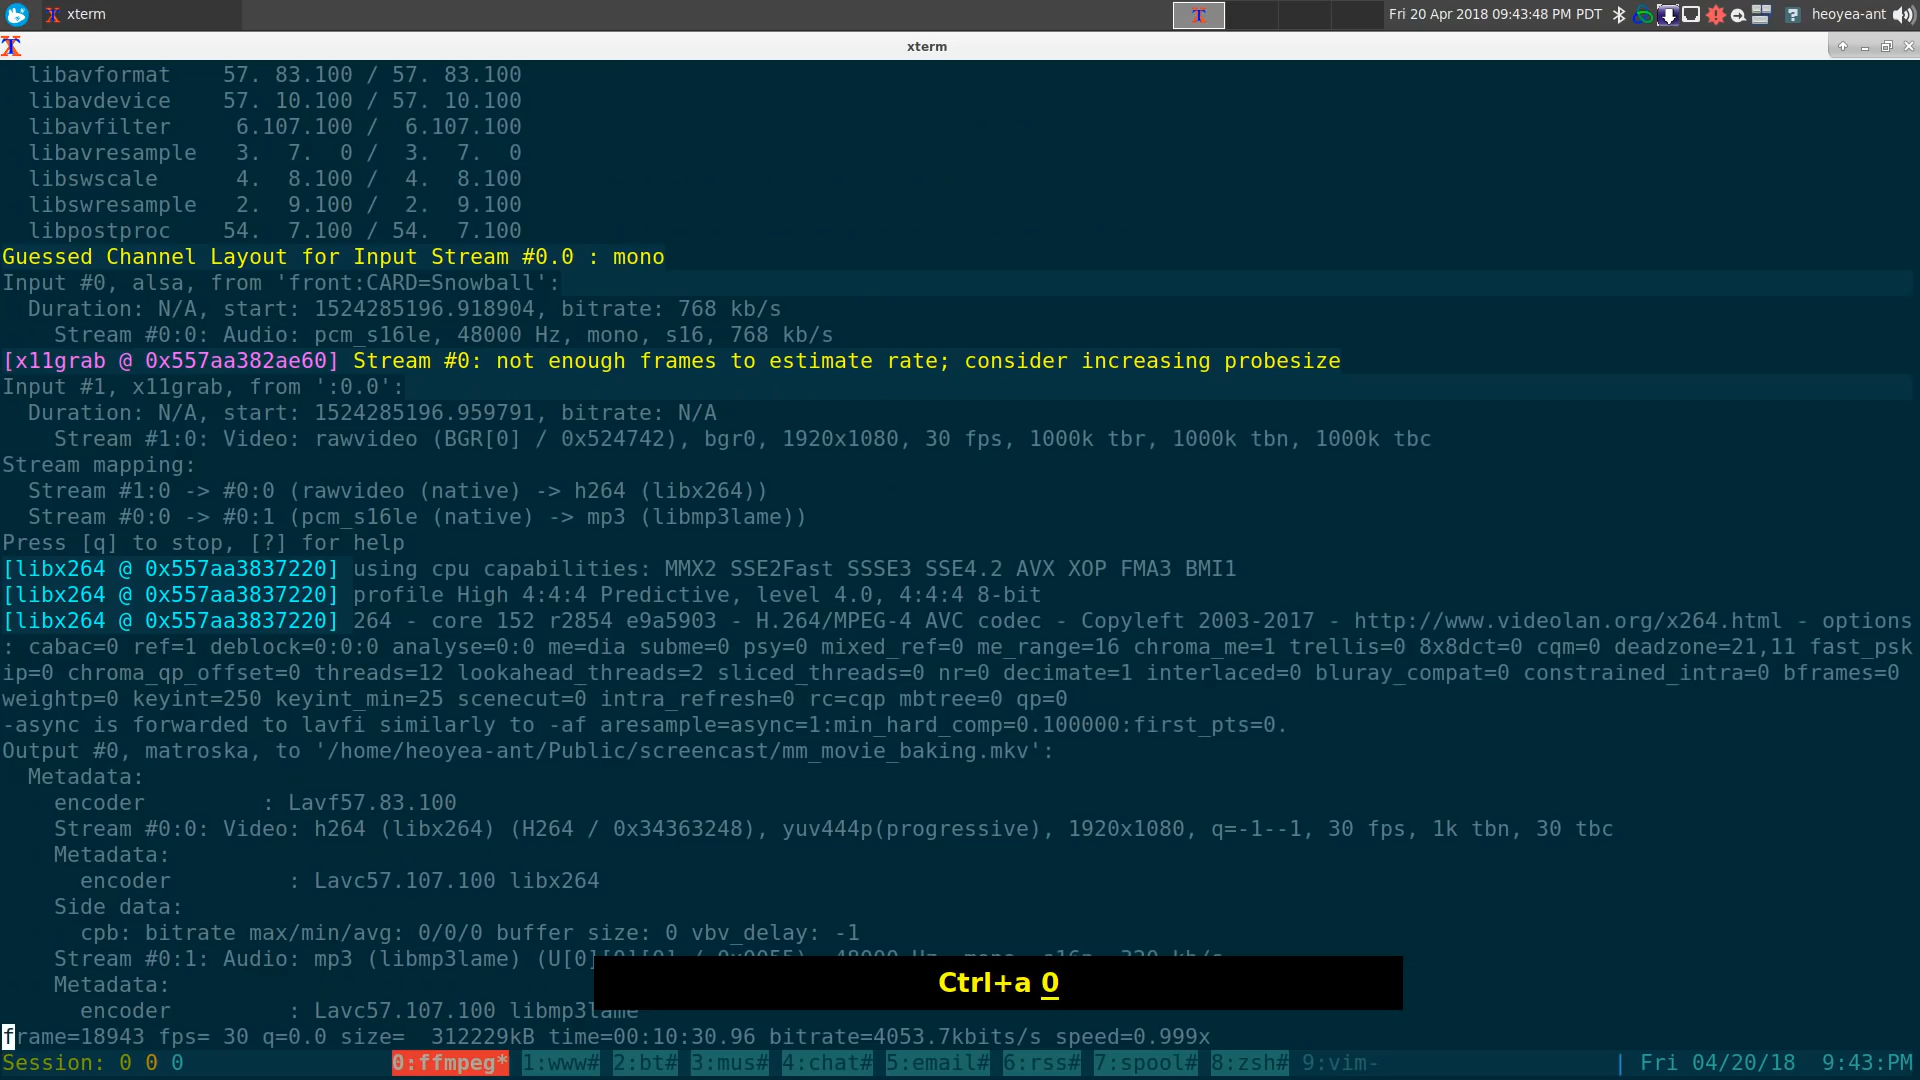 xterm
Fri 20 Apr 2018 09:43:48 PM PDT
heoyea-ant
xterm
libavformat 57. 83.100 / 57. 83.100
libavdevice 57. 10.100 / 57. 10.100
libavfilter 6.107.100 / 6.107.100
libavresample 3. 7. 0 / 3. 7. 0
libswscale 4. 8.100 / 4. 8.100
libswresample 2. 9.100 / 2. 9.100
libpostproc 54. 7.100 / 54. 7.100
Guessed Channel Layout for Input Stream #0.0 : mono
Input #0, alsa, from 'front:CARD=Snowball':
Duration: N/A, start: 1524285196.918904, bitrate: 768 kb/s
Stream #0:0: Audio: pcm_s16le, 48000 Hz, mono, s16, 768 kb/s
[x11grab @ 0x557aa382ae60] Stream #0: not enough frames to estimate rate; consider increasing probesize
Input #1, x11grab, from ':0.0':
Duration: N/A, start: 1524285196.959791, bitrate: N/A
Stream #1:0: Video: rawvideo (BGR[0] / 0x524742), bgr0, 1920x1080, 30 fps, 1000k tbr, 1000k tbn, 1000k tbc
Stream mapping:
Stream #1:0 -> #0:0 (rawvideo (native) -> h264 (libx264))
Stream #0:0 -> #0:1 (pcm_s16le (native) -> mp3 (libmp3lame))
Press [q] to stop, [?] for help
[libx264 @ 0x557aa3837220] using cpu capabilities: MMX2 SSE2Fast SSSE3 SSE4.2 AVX XOP FMA3 BMI1
[libx264 @ 0x557aa3837220] profile High 4:4:4 Predictive, level 4.0, 4:4:4 8-bit
[libx264 @ 0x557aa3837220] 264 - core 152 r2854 e9a5903 - H.264/MPEG-4 AVC codec - Copyleft 2003-2017 - http://www.videolan.org/x264.html - options
: cabac=0 ref=1 deblock=0:0:0 analyse=0:0 me=dia subme=0 psy=0 mixed_ref=0 me_range=16 chroma_me=1 trellis=0 8x8dct=0 cqm=0 deadzone=21,11 fast_psk
ip=0 chroma_qp_offset=0 threads=12 lookahead_threads=2 sliced_threads=0 nr=0 decimate=1 interlaced=0 bluray_compat=0 constrained_intra=0 bframes=0
weightp=0 keyint=250 keyint_min=25 scenecut=0 intra_refresh=0 rc=cqp mbtree=0 qp=0
-async is forwarded to lavfi similarly to -af aresample=async=1:min_hard_comp=0.100000:first_pts=0.
Output #0, matroska, to '/home/heoyea-ant/Public/screencast/mm_movie_baking.mkv':
Metadata:
encoder : Lavf57.83.100
Stream #0:0: Video: h264 (libx264) (H264 / 0x34363248), yuv444p(progressive), 1920x1080, q=-1--1, 30 fps, 1k tbn, 30 tbc
Metadata:
encoder : Lavc57.107.100 libx264
Side data:
cpb: bitrate max/min/avg: 0/0/0 buffer size: 0 vbv_delay: -1
Stream #0:1: Audio: mp3 (libmp3lame)
Metadata:
encoder : Lavc57.107.100 libmp3lame
Ctrl+a 0
frame=18943 fps= 30 q=0.0 size= 312229kB time=00:10:30.96 bitrate=4053.7kbits/s speed=0.999x
Session: 0 0 0 0:ffmpeg* 1:www# 2:bt# 3:mus# 4:chat# 5:email# 6:rss# 7:spool# 8:zsh# 9:vim- | Fri 04/20/18 9:43:PM